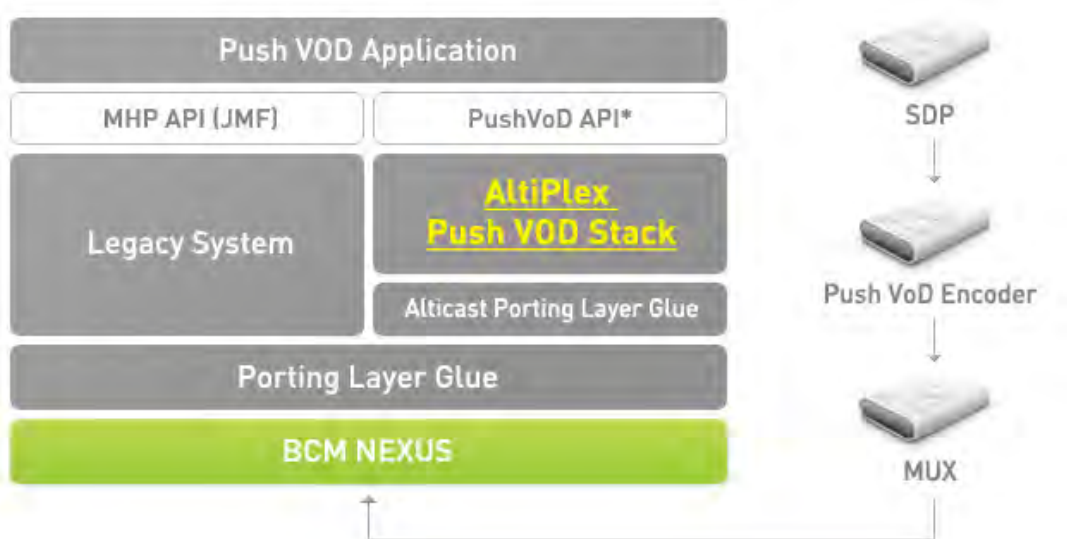 Push VOD Application
MHP API (JMF)
PushVoD API*
Legacy System
AltiPlex
Push VOD Stack
Alticast Porting Layer Glue
Porting Layer Glue
BCM NEXUS
SDP
Push VoD Encoder
MUX